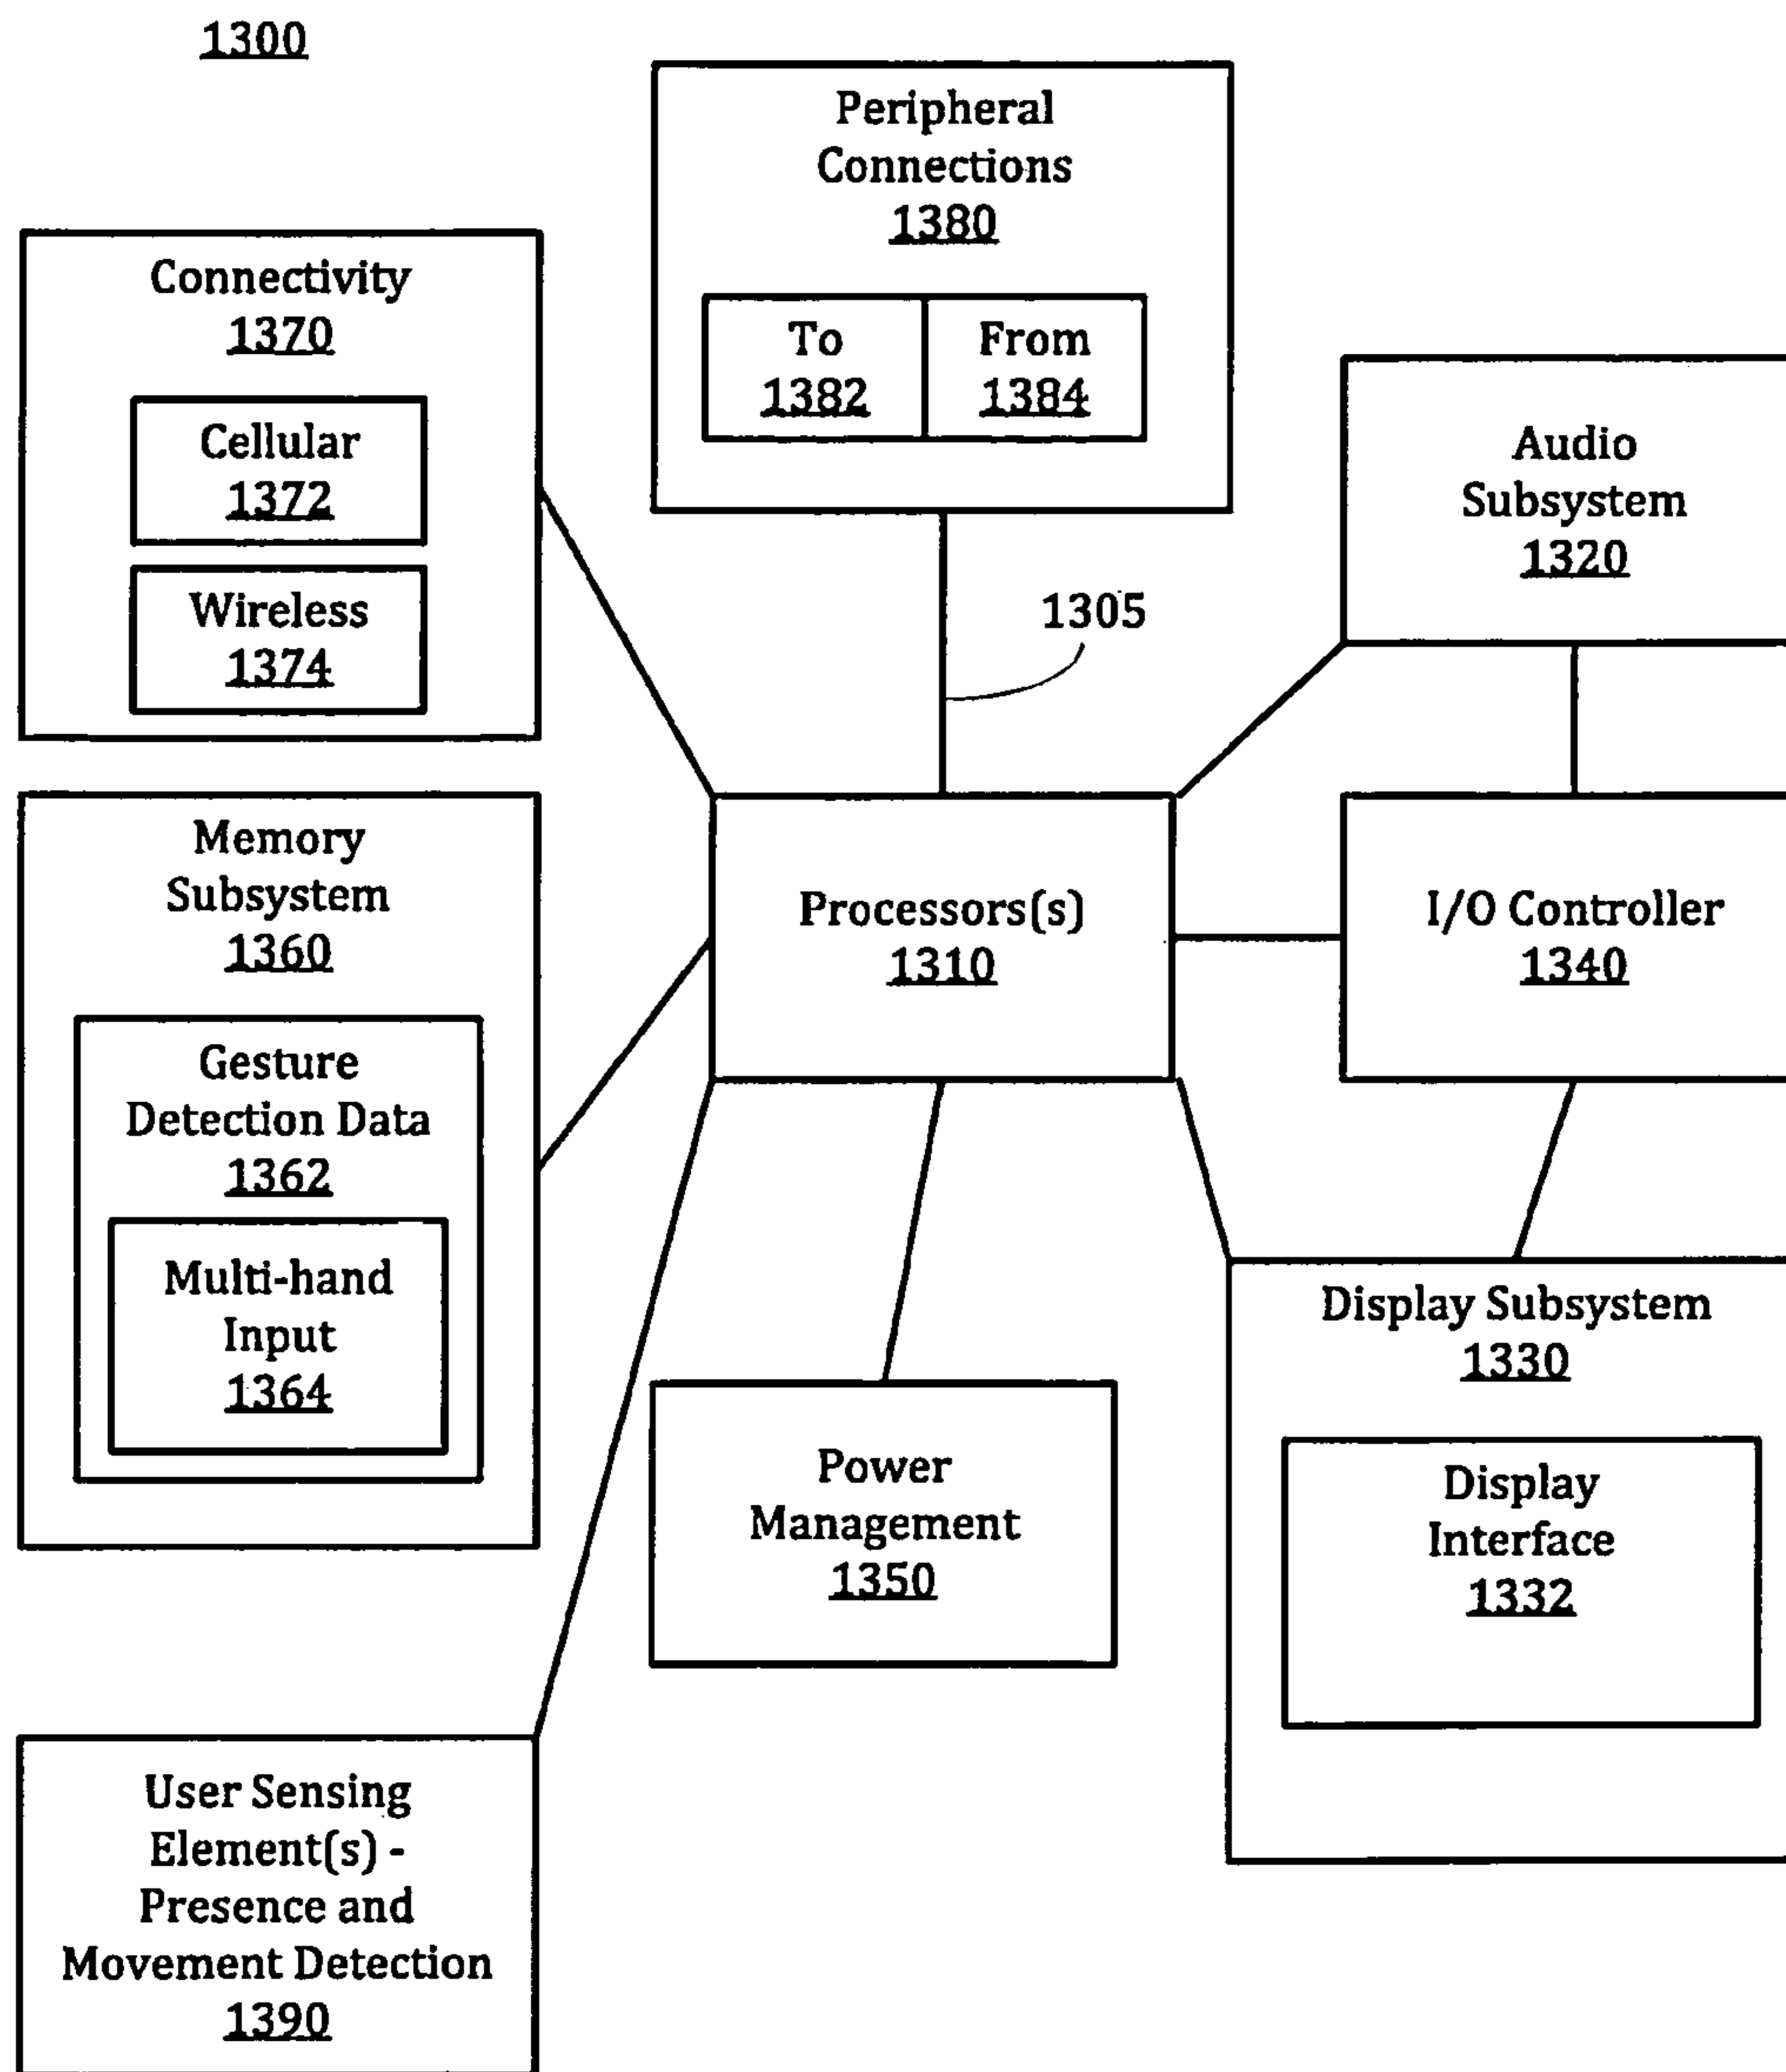 1300
Peripheral
Connections
1380
To
1382
From
1384
Connectivity
1370
Cellular
1372
Wireless
1374
Audio
Subsystem
1320
1305
Memory
Subsystem
1360
Gesture
Detection Data
1362
Multi-hand
Input
1364
Processors(s)
1310
I/O Controller
1340
Power
Management
1350
Display Subsystem
1330
Display
Interface
1332
User Sensing
Element(s) -
Presence and
Movement Detection
1390